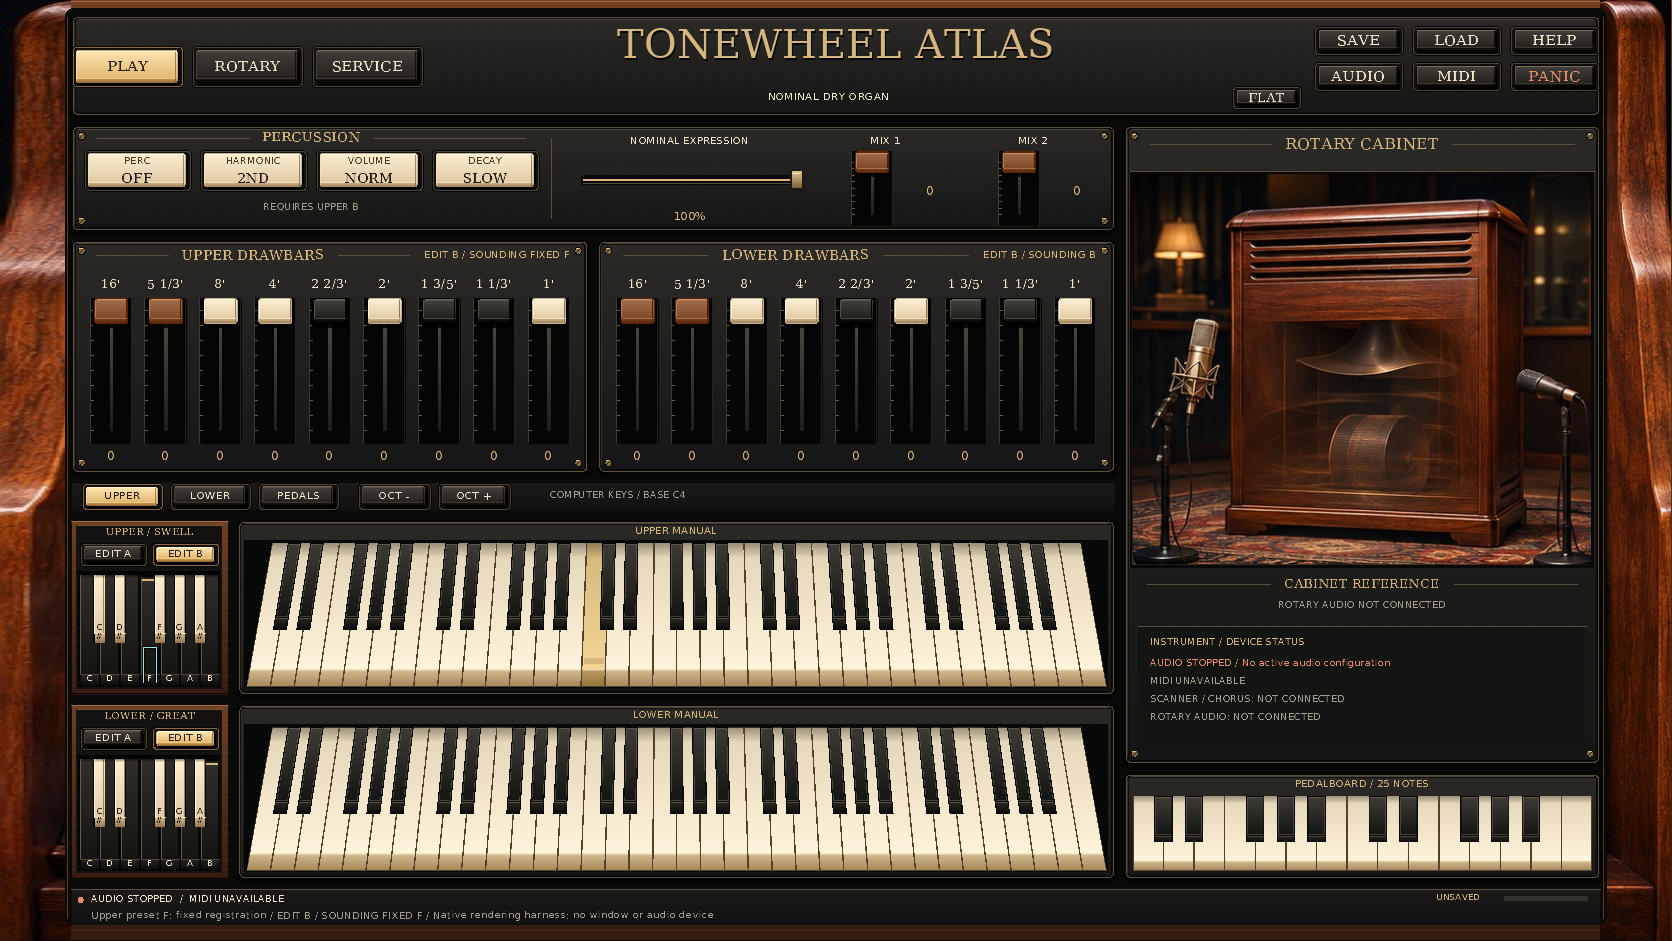 TONEWHEEL ATLAS
PLAY ROTARY SERVICE
SAVE LOAD HELP
AUDIO MIDI PANIC
NOMINAL DRY ORGAN
FLAT
PERCUSSION
PERC HARMONIC VOLUME DECAY
OFF 2ND NORM SLOW
REQUIRES UPPER B
NOMINAL EXPRESSION
100%
MIX 1 MIX 2
0 0
ROTARY CABINET
UPPER DRAWBARS EDIT B / SOUNDING FIXED F
16' 5 1/3' 8' 4' 2 2/3' 2' 1 3/5' 1 1/3' 1'
0 0 0 0 0 0 0 0 0
LOWER DRAWBARS EDIT B / SOUNDING B
16' 5 1/3' 8' 4' 2 2/3' 2' 1 3/5' 1 1/3' 1'
0 0 0 0 0 0 0 0 0
UPPER LOWER PEDALS OCT - OCT + COMPUTER KEYS / BASE C4
UPPER / SWELL
EDIT A EDIT B
C# D# F# G# A#
C D E F G A B
UPPER MANUAL
LOWER / GREAT
EDIT A EDIT B
C# D# F# G# A#
C D E F G A B
LOWER MANUAL
CABINET REFERENCE
ROTARY AUDIO NOT CONNECTED
INSTRUMENT / DEVICE STATUS
AUDIO STOPPED / No active audio configuration
MIDI UNAVAILABLE
SCANNER / CHORUS: NOT CONNECTED
ROTARY AUDIO: NOT CONNECTED
PEDALBOARD / 25 NOTES
AUDIO STOPPED / MIDI UNAVAILABLE
Upper preset F: fixed registration / EDIT B / SOUNDING FIXED F / Native rendering harness; no window or audio device
UNSAVED